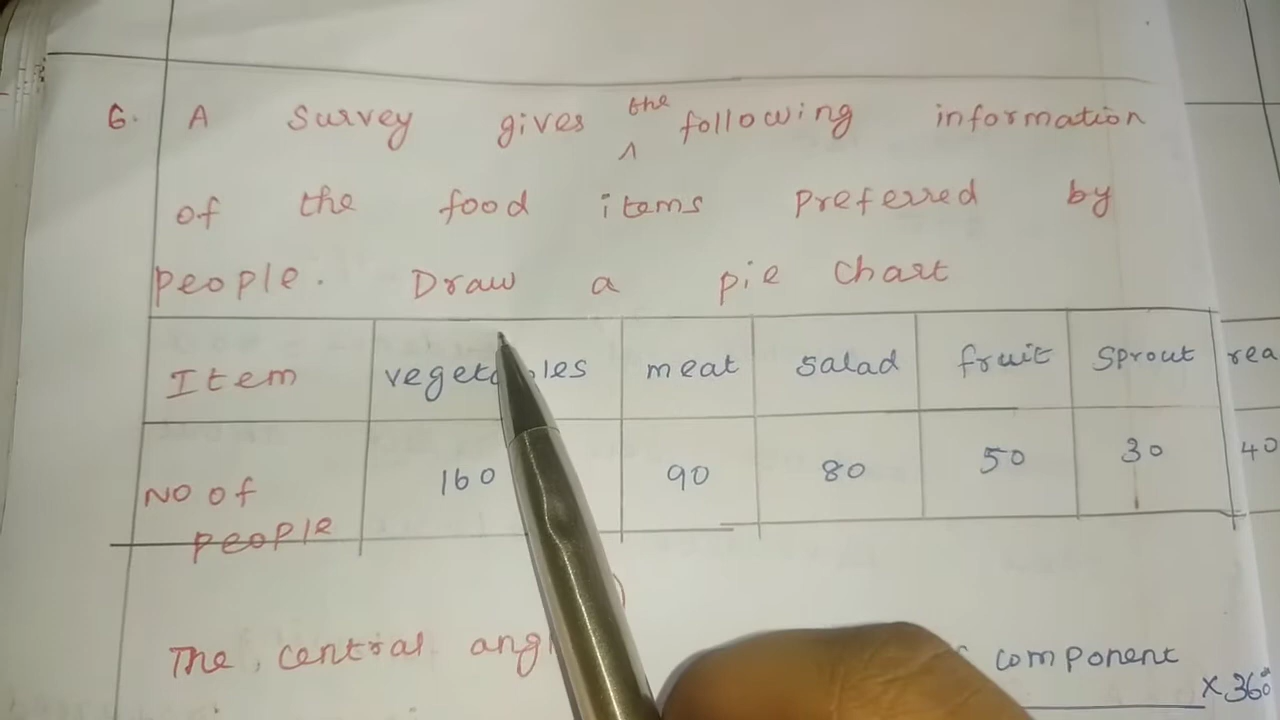 6. A Survey gives the following information
of the food items preferred by
people. Draw a pie chart
Item vegetables meat salad fruit Sprout
No of people 160 90 80 50 30 40
The central component
x 360°